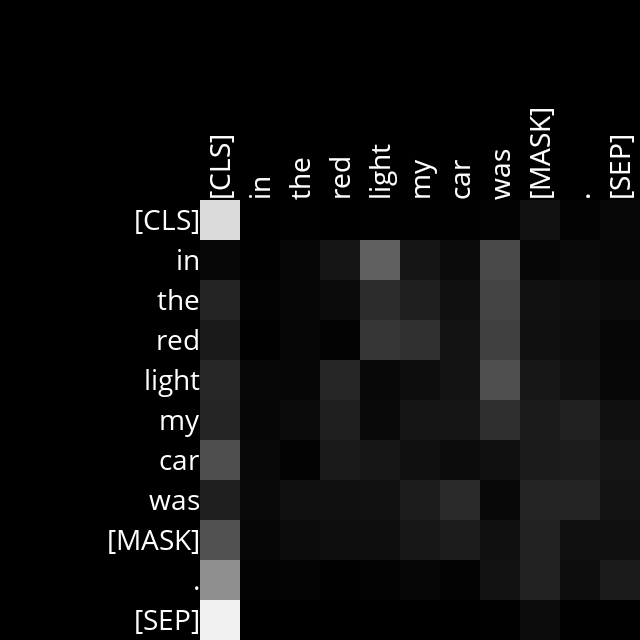 [CLS] in the red light my car was [MASK] . [SEP]
[CLS]
in
the
red
light
my
car
was
[MASK]
.
[SEP]